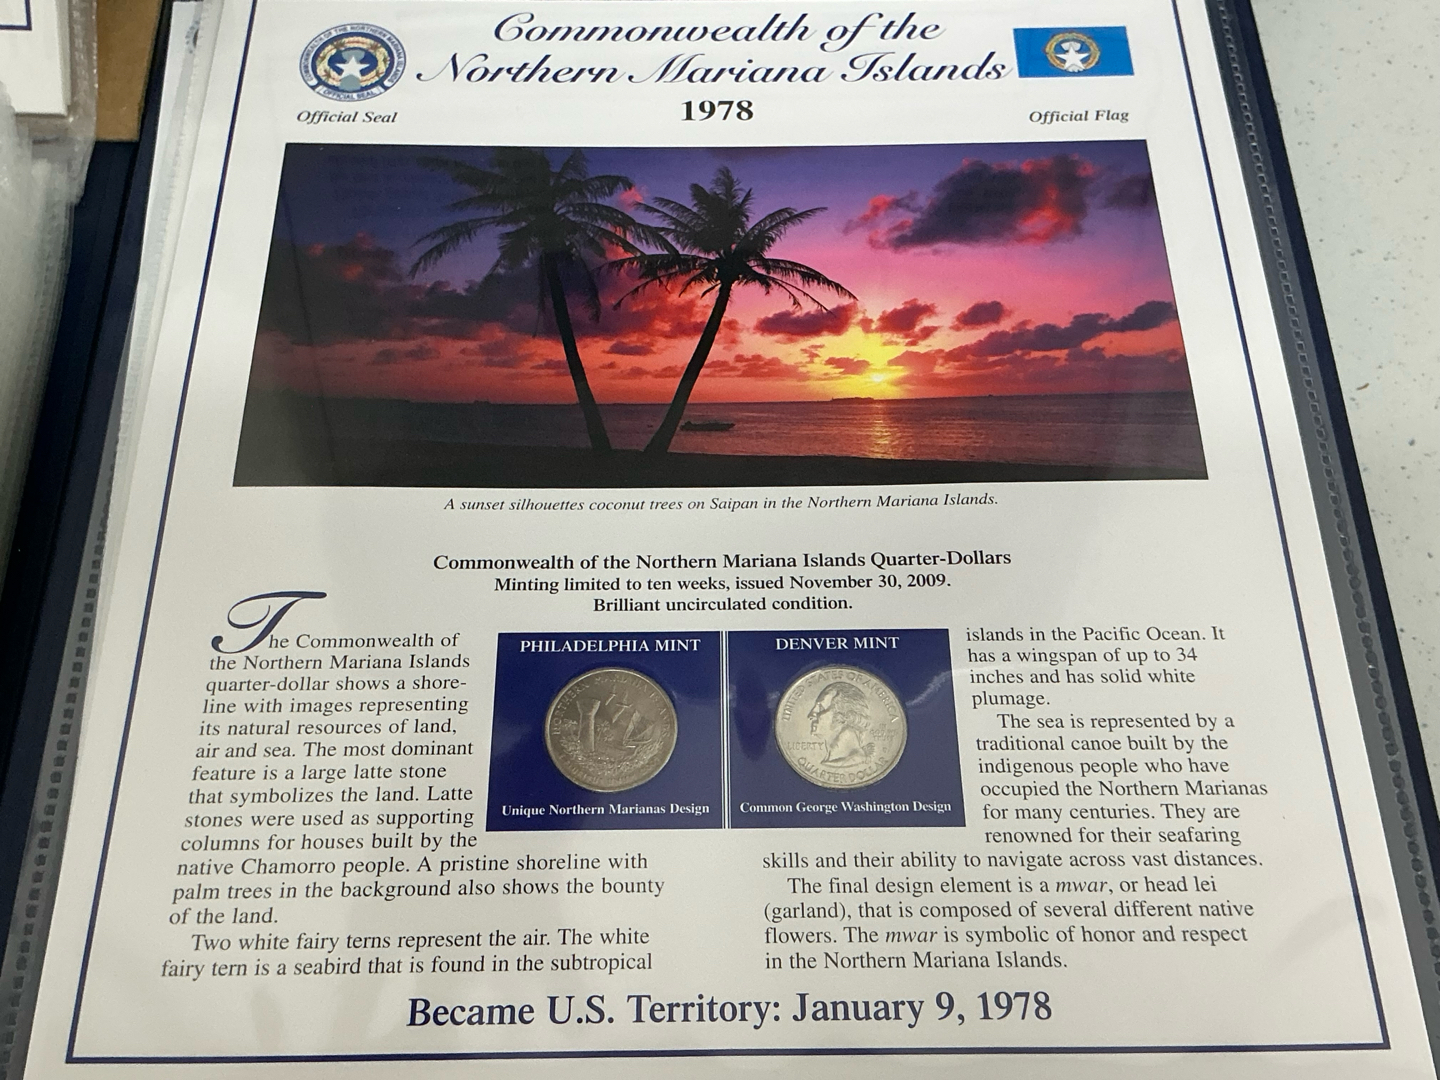 Commonwealth of the
Northern Mariana Islands
1978
Official Seal
Official Flag
A sunset silhouettes coconut trees on Saipan in the Northern Mariana Islands.
Commonwealth of the Northern Mariana Islands Quarter-Dollars
Minting limited to ten weeks, issued November 30, 2009.
Brilliant uncirculated condition.
The Commonwealth of
the Northern Mariana Islands
quarter-dollar shows a shore-
line with images representing
its natural resources of land,
air and sea. The most dominant
feature is a large latte stone
that symbolizes the land. Latte
stones were used as supporting
columns for houses built by the
native Chamorro people. A pristine shoreline with
palm trees in the background also shows the bounty
of the land.
Two white fairy terns represent the air. The white
fairy tern is a seabird that is found in the subtropical
PHILADELPHIA MINT
NORTHERN MARIANA ISLANDS
Unique Northern Marianas Design
DENVER MINT
UNITED STATES OF AMERICA
LIBERTY
QUARTER DOLLAR
Common George Washington Design
islands in the Pacific Ocean. It
has a wingspan of up to 34
inches and has solid white
plumage.
The sea is represented by a
traditional canoe built by the
indigenous people who have
occupied the Northern Marianas
for many centuries. They are
renowned for their seafaring
skills and their ability to navigate across vast distances.
The final design element is a mwar, or head lei
(garland), that is composed of several different native
flowers. The mwar is symbolic of honor and respect
in the Northern Mariana Islands.
Became U.S. Territory: January 9, 1978